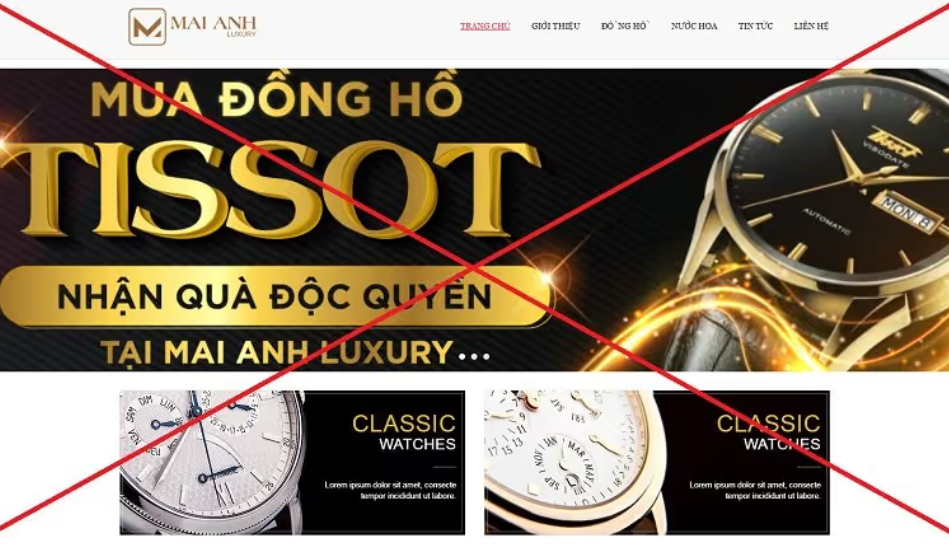 MAI ANH
LUXURY
TRANG CHỦ GIỚI THIỆU ĐỒNG HỒ NƯỚC HOA TIN TỨC LIÊN HỆ
MUA ĐỒNG HỒ
TISSOT
NHẬN QUÀ ĐỘC QUYỀN
TẠI MAI ANH LUXURY...
Tissot
VISODATE
AUTOMATIC
MON 8
CLASSIC
WATCHES
Lorem ipsum dolor sit amet, consecte
tempor incididunt ut labore.
CLASSIC
WATCHES
Lorem ipsum dolor sit amet, consecte
tempor incididunt ut labore.